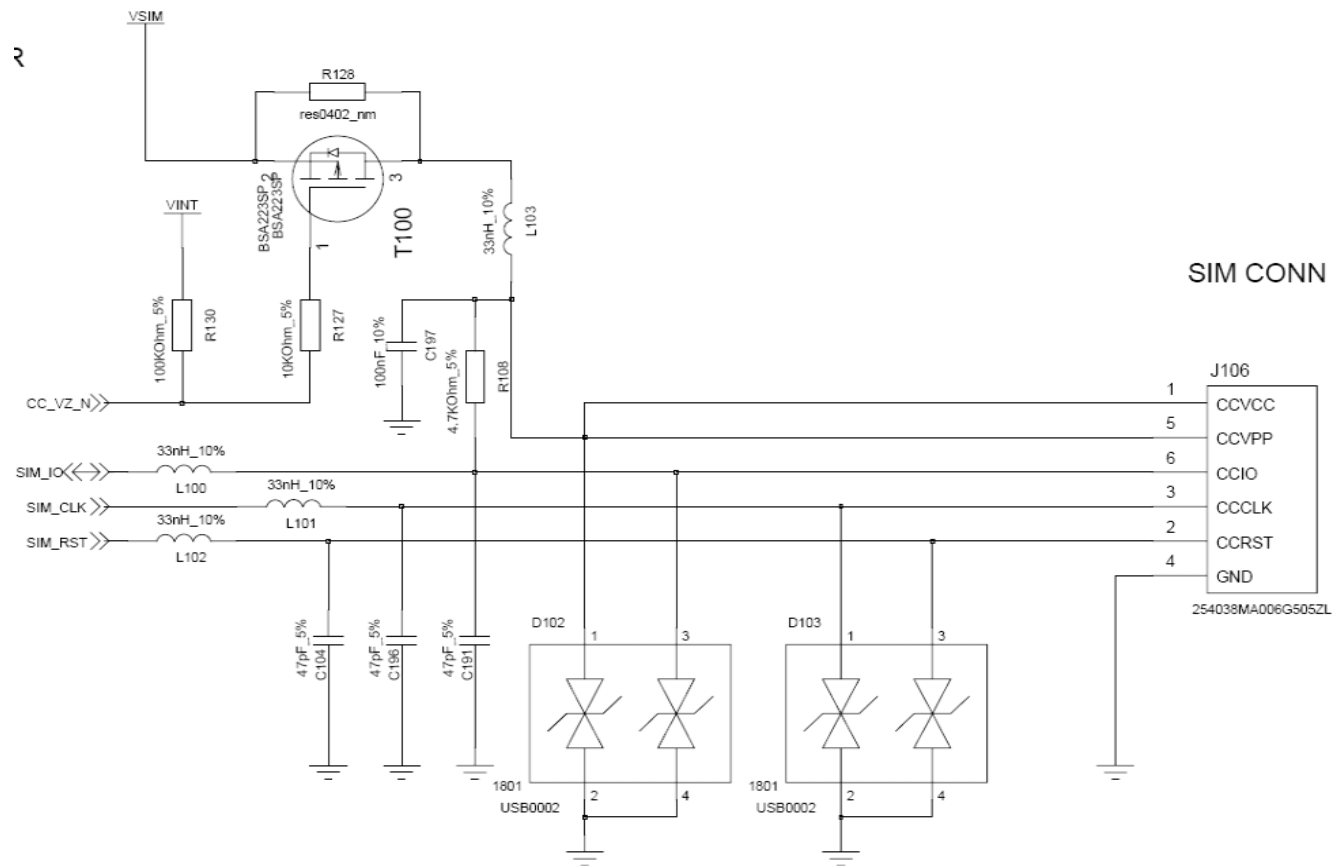 VSIM
R
R128
res0402_nm
2
3
BSA223SP
BSA223SP
T100
1
VINT
100KOhm_5%
R130
10KOhm_5%
R127
33nH_10%
L103
100nF_10%
C197
4.7KOhm_5%
R108
SIM CONN
J106
CC_VZ_N
1
CCVCC
5
CCVPP
SIM_IO
33nH_10%
L100
6
CCIO
SIM_CLK
33nH_10%
L101
3
CCCLK
SIM_RST
33nH_10%
L102
2
CCRST
4
GND
254038MA006G505ZL
47pF_5%
C104
47pF_5%
C196
47pF_5%
C191
D102
1
3
1801
USB0002
2
4
D103
1
3
1801
USB0002
2
4